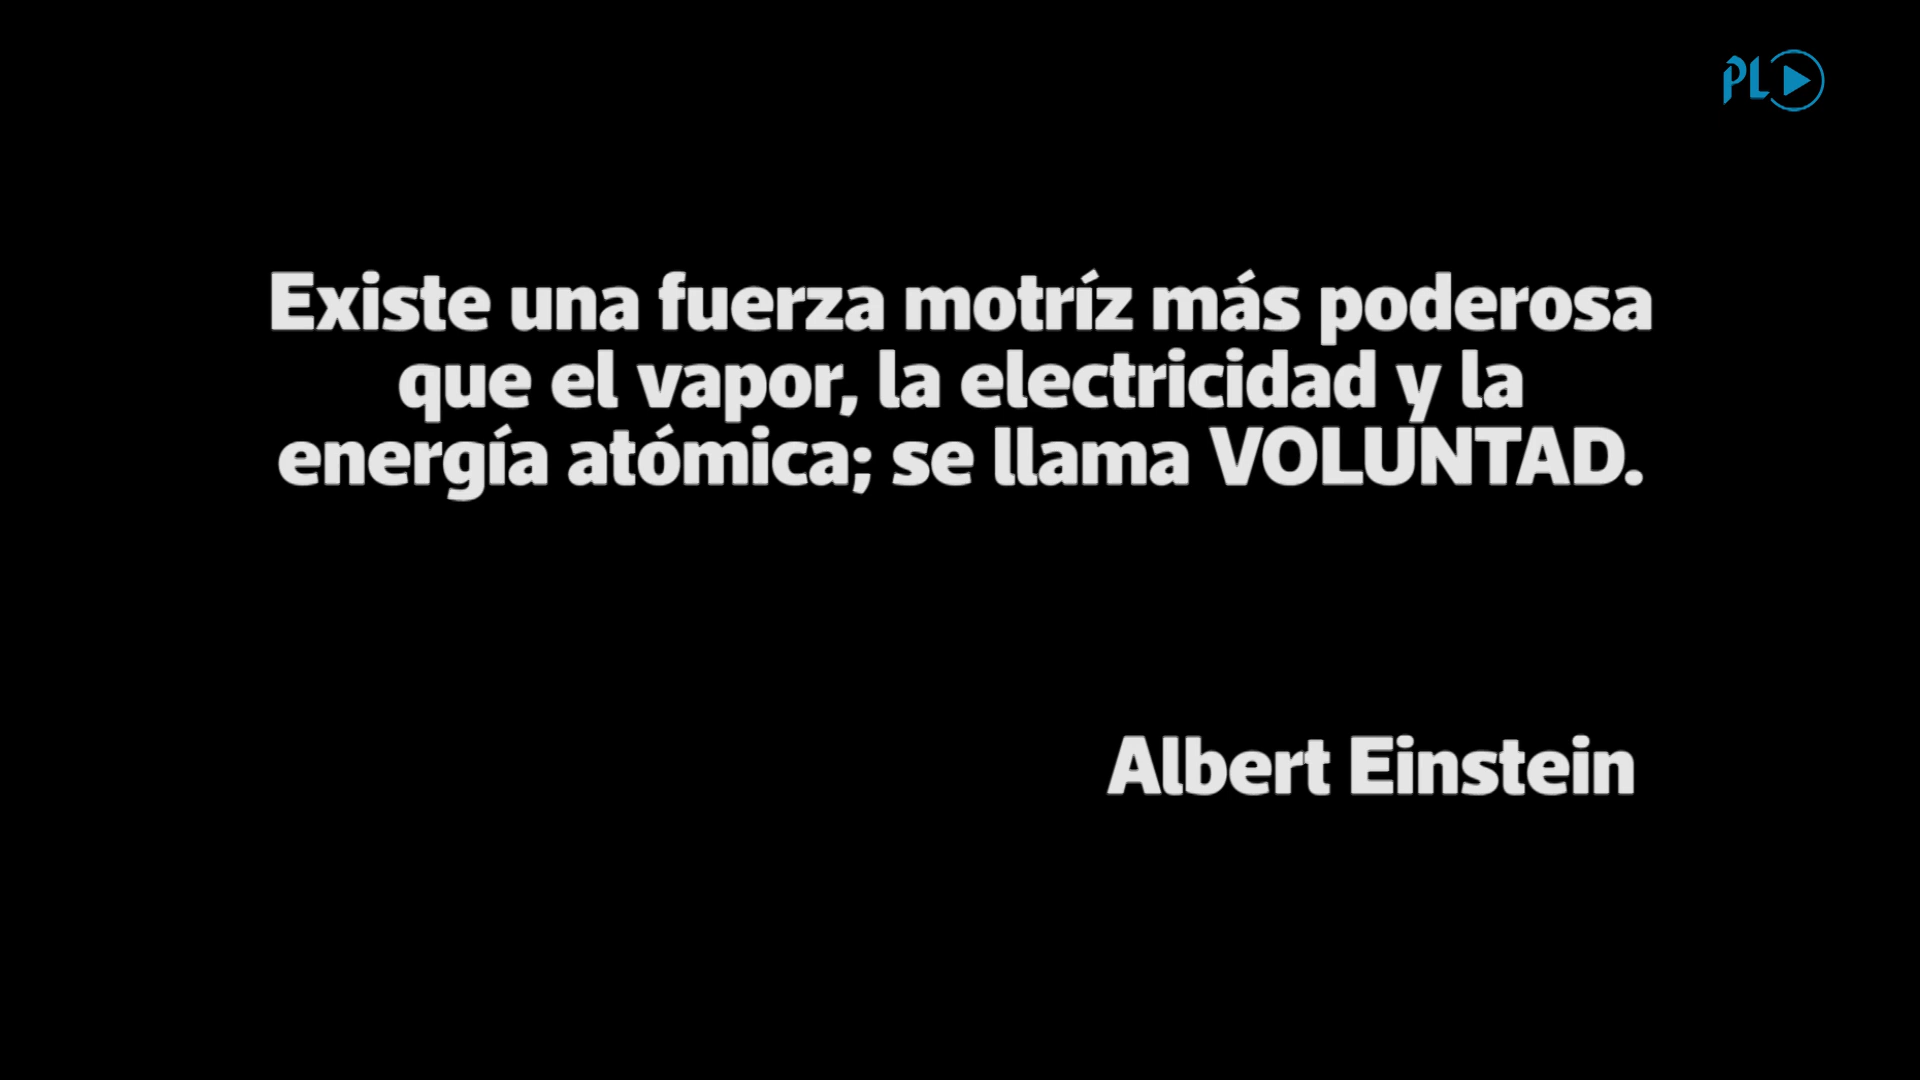 PL
Existe una fuerza motríz más poderosa
que el vapor, la electricidad y la
energía atómica; se llama VOLUNTAD.
Albert Einstein